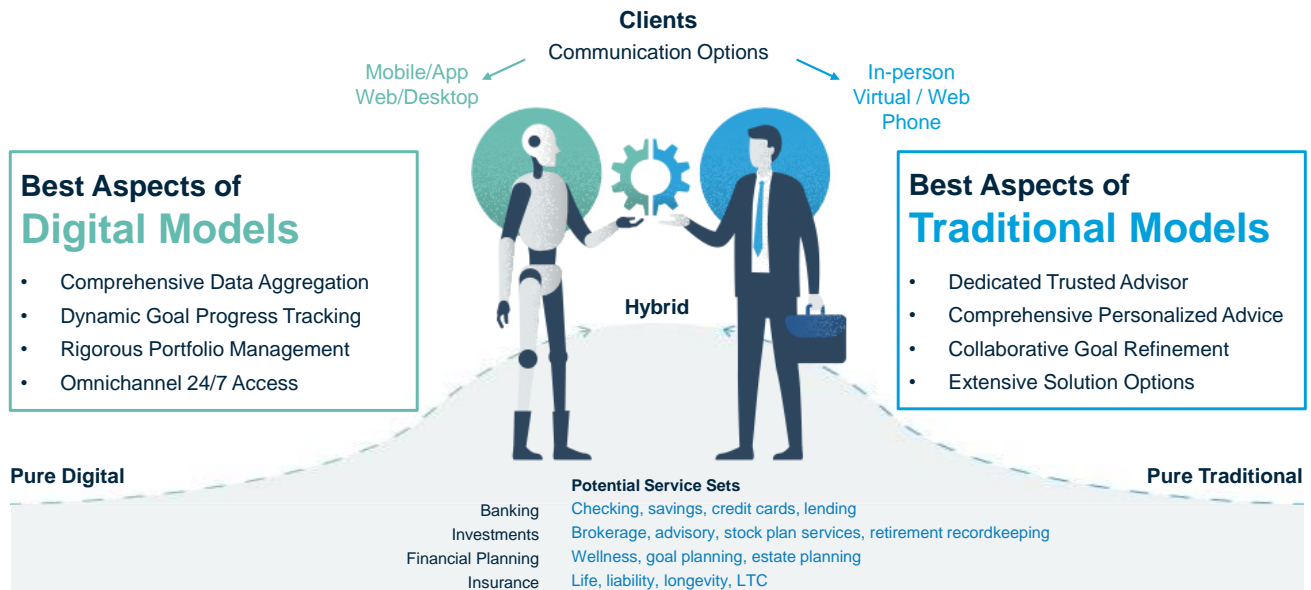 Clients
Communication Options
Mobile/App
Web/Desktop
In-person
Virtual / Web
Phone
Best Aspects of
Digital Models
• Comprehensive Data Aggregation
• Dynamic Goal Progress Tracking
• Rigorous Portfolio Management
• Omnichannel 24/7 Access
Hybrid
Best Aspects of
Traditional Models
• Dedicated Trusted Advisor
• Comprehensive Personalized Advice
• Collaborative Goal Refinement
• Extensive Solution Options
Pure Digital
Pure Traditional
Potential Service Sets
Banking Checking, savings, credit cards, lending
Investments Brokerage, advisory, stock plan services, retirement recordkeeping
Financial Planning Wellness, goal planning, estate planning
Insurance Life, liability, longevity, LTC